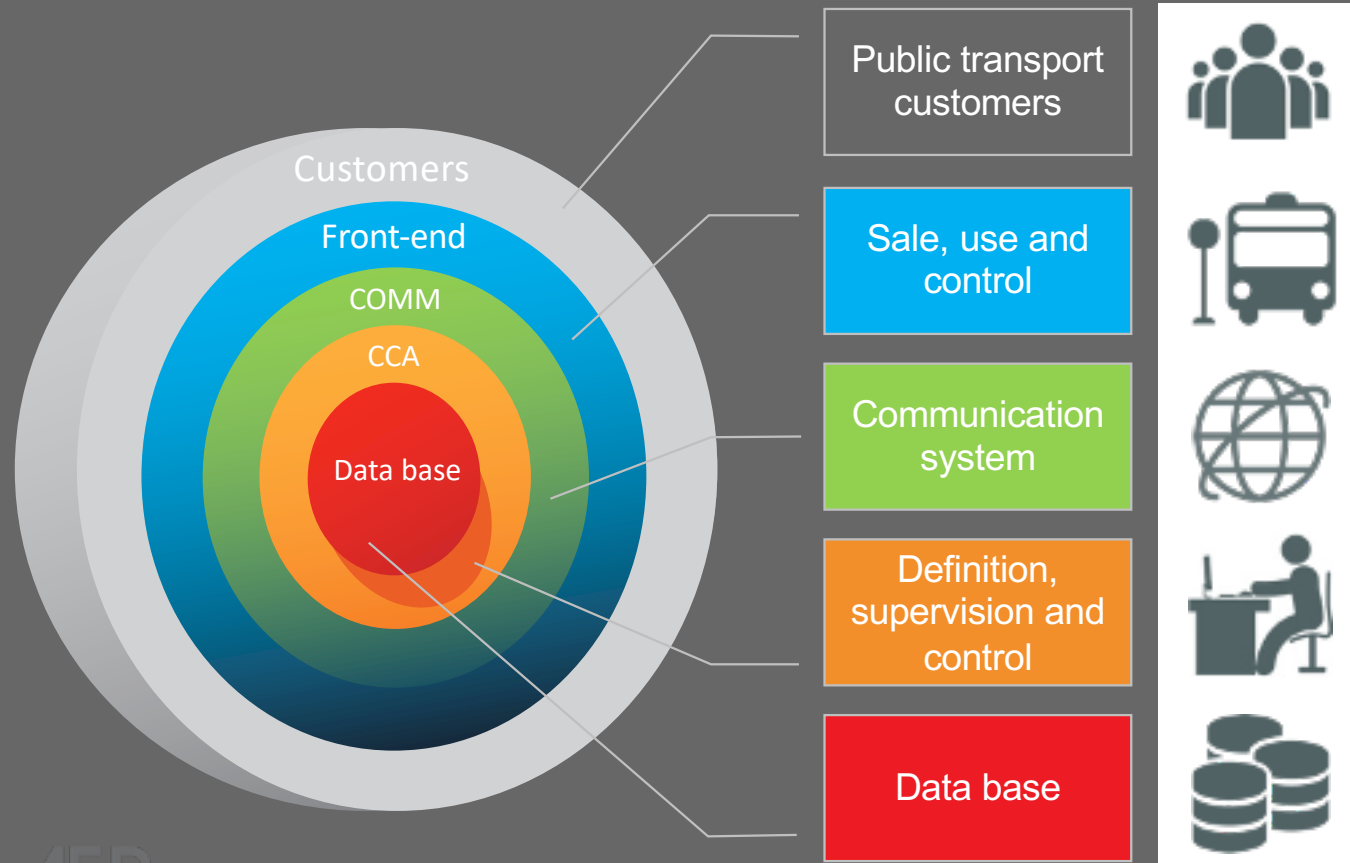 Customers
Front-end
COMM
CCA
Data base
Public transport
customers
Sale, use and
control
Communication
system
Definition,
supervision and
control
Data base